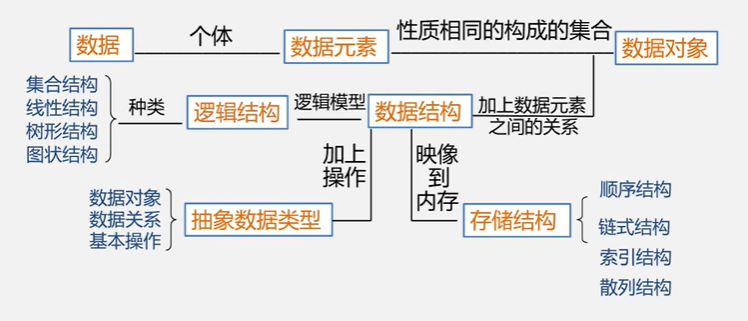 数据
个体
数据元素
性质相同的构成的集合
数据对象
集合结构
线性结构
树形结构
图状结构
种类
逻辑结构
逻辑模型
数据结构
加上数据元素
之间的关系
加上
操作
映像
到
内存
数据对象
数据关系
基本操作
抽象数据类型
存储结构
顺序结构
链式结构
索引结构
散列结构